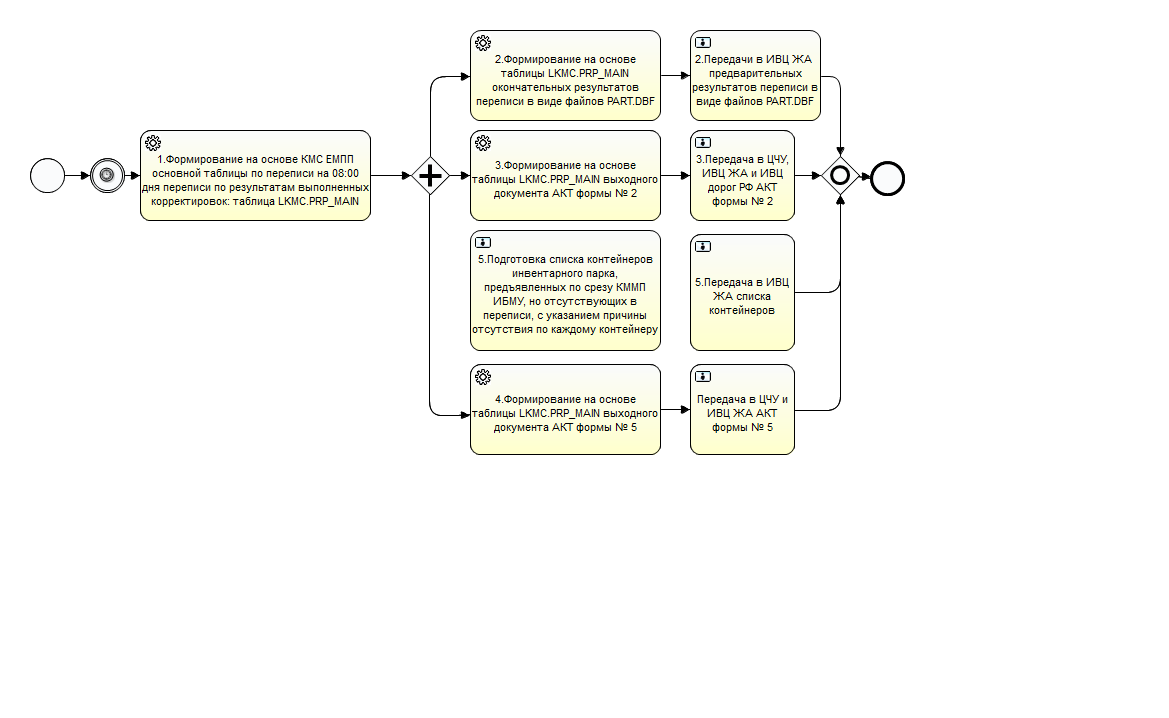 1.Формирование на основе КМС ЕМПП
основной таблицы по переписи на 08:00
дня переписи по результатам выполненных
корректировок: таблица LKMC.PRP_MAIN
2.Формирование на основе
таблицы LKMC.PRP_MAIN
окончательных результатов
переписи в виде файлов PART.DBF
2.Передачи в ИВЦ ЖА
предварительных
результатов переписи в
виде файлов PART.DBF
3.Формирование на основе
таблицы LKMC.PRP_MAIN выходного
документа АКТ формы № 2
3.Передача в ЦЧУ,
ИВЦ ЖА и ИВЦ
дорог РФ АКТ
формы № 2
5.Подготовка списка контейнеров
инвентарного парка,
предъявленных по срезу КММП
ИБМУ, но отсутствующих в
переписи, с указанием причины
отсутствия по каждому контейнеру
5.Передача в ИВЦ
ЖА списка
контейнеров
4.Формирование на основе
таблицы LKMC.PRP_MAIN выходного
документа АКТ формы № 5
Передача в ЦЧУ и
ИВЦ ЖА АКТ
формы № 5